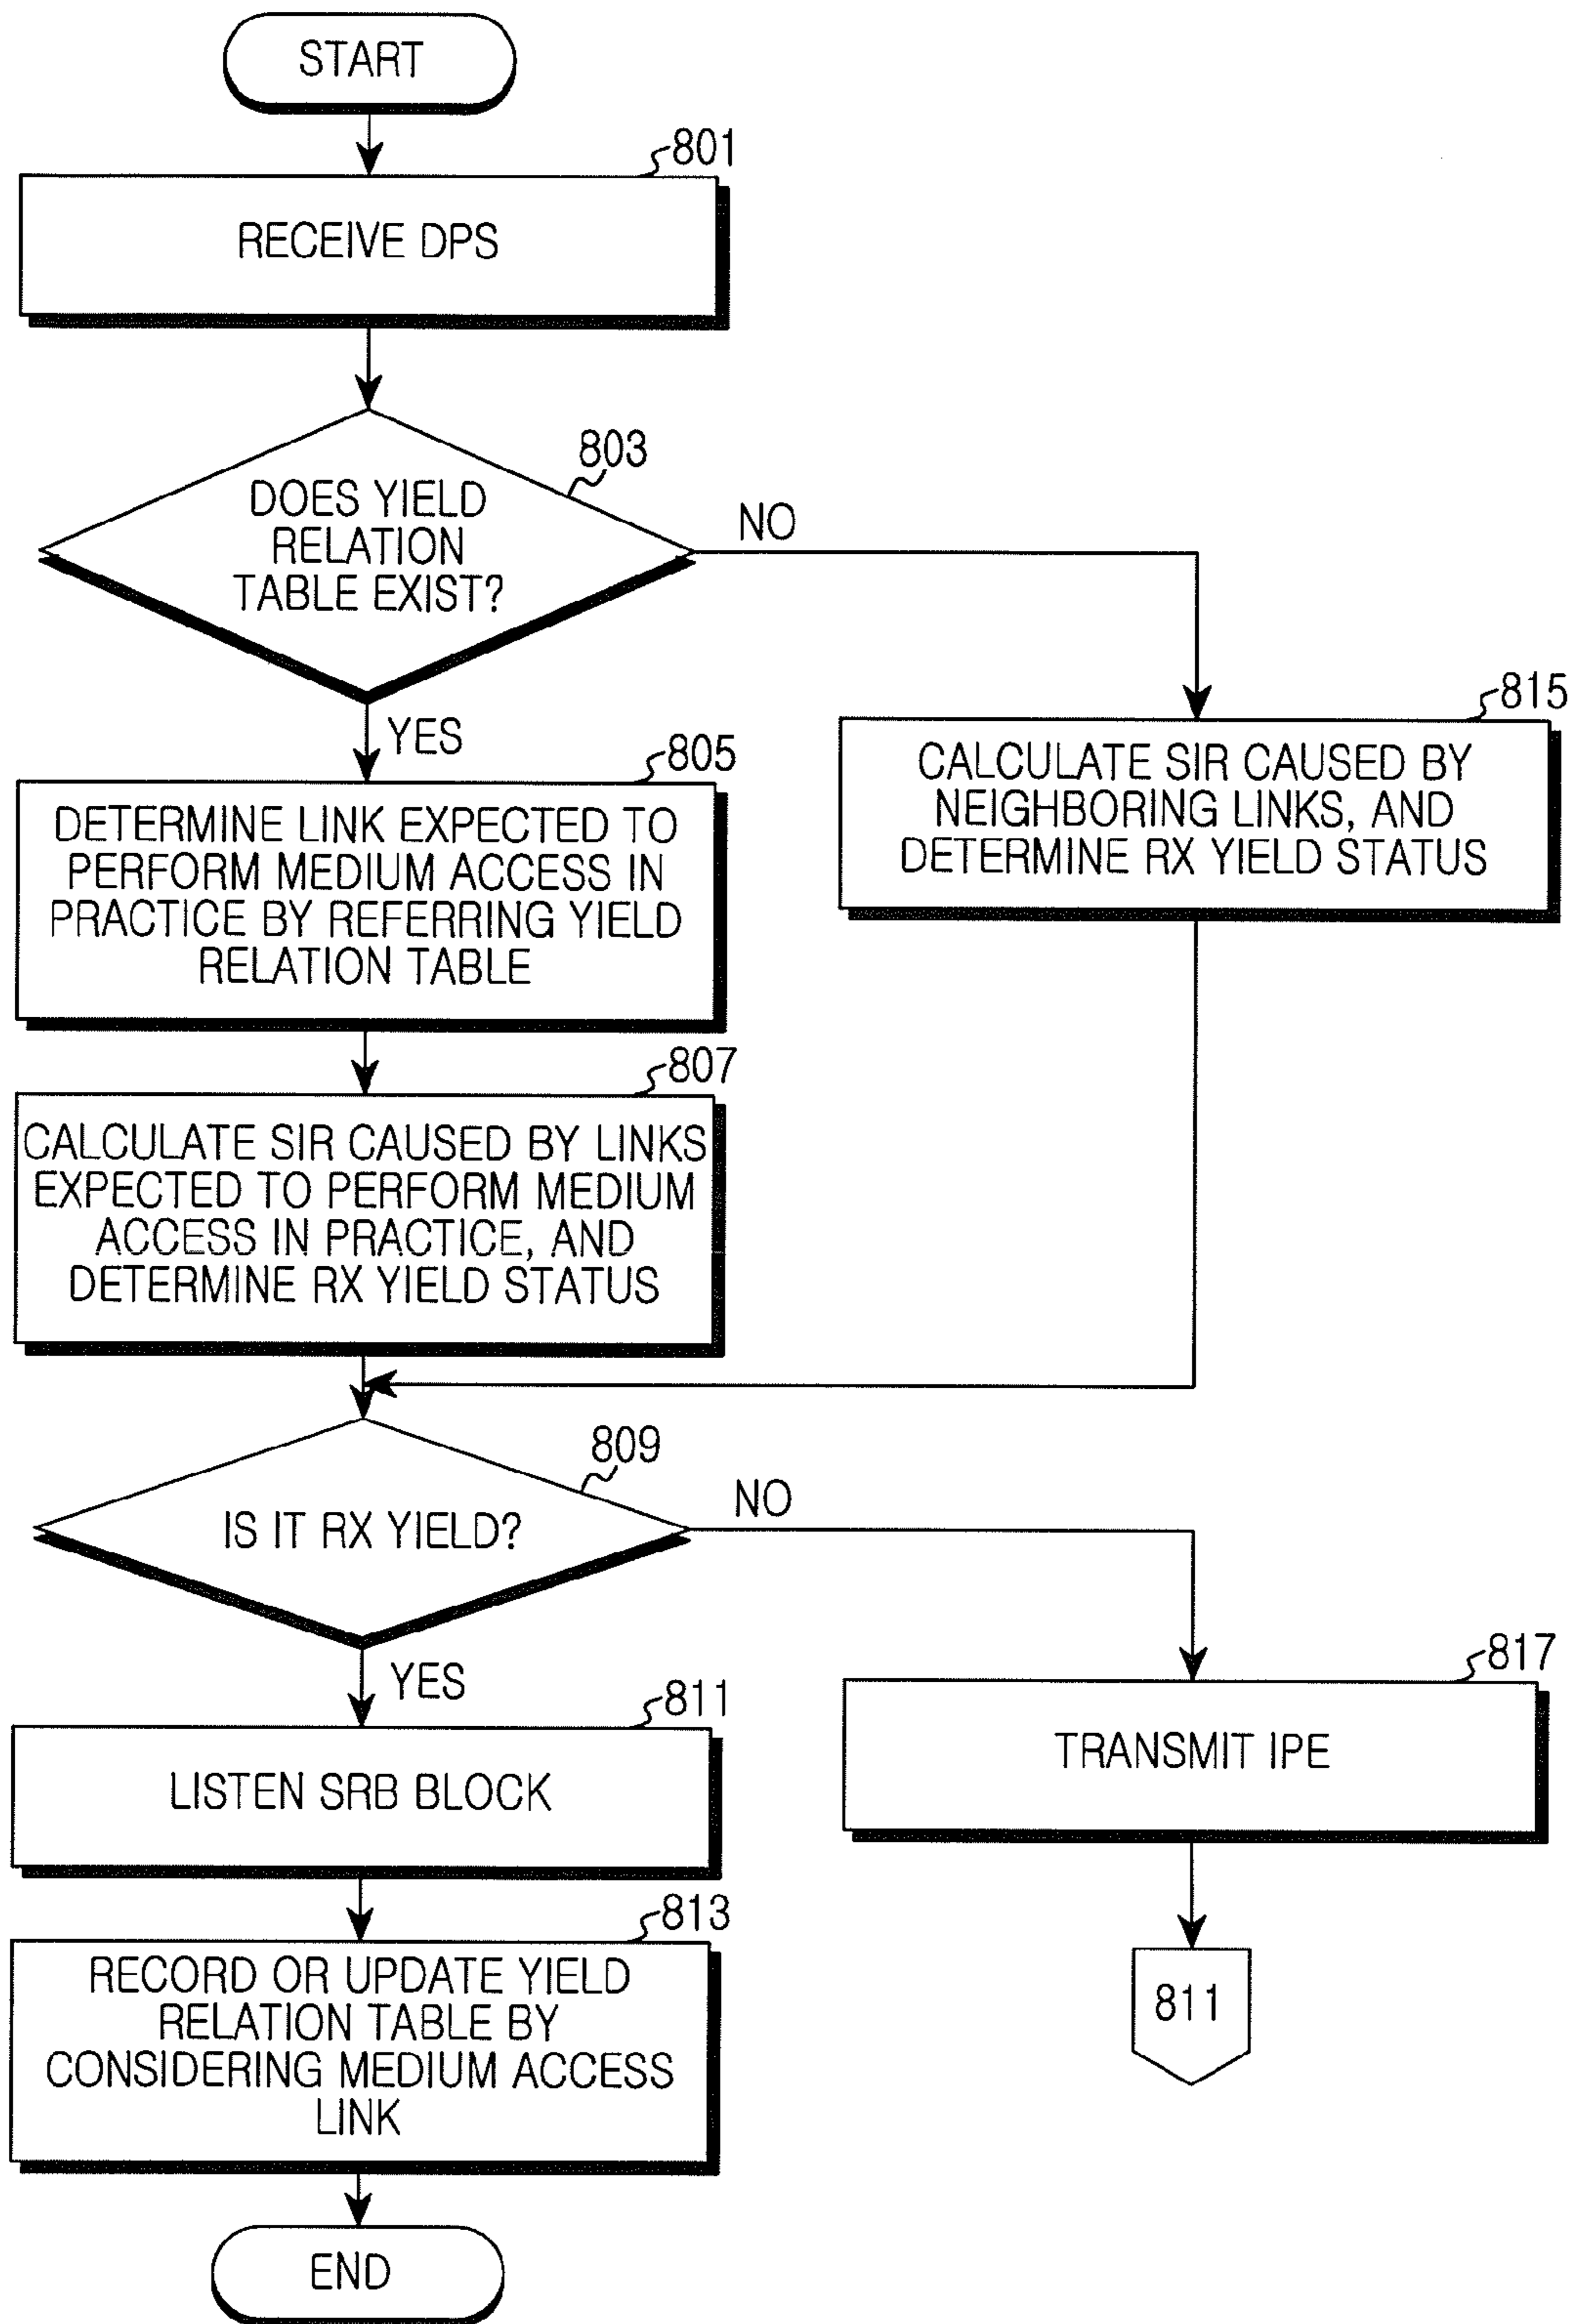 START
801
RECEIVE DPS
803
DOES YIELD
RELATION
TABLE EXIST?
NO
YES
805
DETERMINE LINK EXPECTED TO
PERFORM MEDIUM ACCESS IN
PRACTICE BY REFERRING YIELD
RELATION TABLE
815
CALCULATE SIR CAUSED BY
NEIGHBORING LINKS, AND
DETERMINE RX YIELD STATUS
807
CALCULATE SIR CAUSED BY LINKS
EXPECTED TO PERFORM MEDIUM
ACCESS IN PRACTICE, AND
DETERMINE RX YIELD STATUS
809
IS IT RX YIELD?
NO
YES
811
LISTEN SRB BLOCK
817
TRANSMIT IPE
811
813
RECORD OR UPDATE YIELD
RELATION TABLE BY
CONSIDERING MEDIUM ACCESS
LINK
END